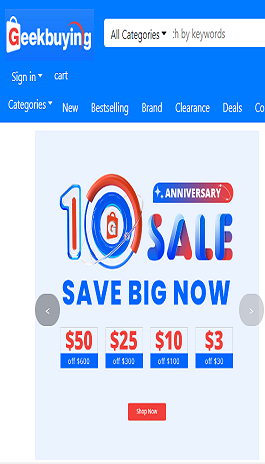 Geekbuying
All Categories
ch by keywords
Sign in
cart
Categories
New
Bestselling
Brand
Clearance
Deals
Co
ANNIVERSARY
10 SALE
SAVE BIG NOW
$50
off $600
$25
off $300
$10
off $100
$3
off $30
Shop Now